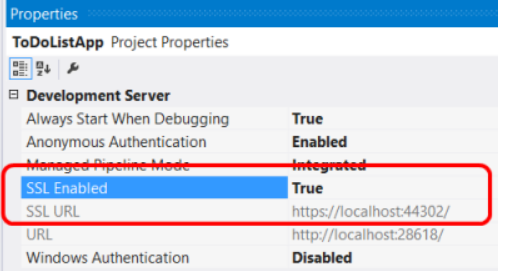 Properties
ToDoListApp Project Properties
Development Server
Always Start When Debugging True
Anonymous Authentication Enabled
Managed Pipeline Mode Integrated
SSL Enabled True
SSL URL https://localhost:44302/
URL http://localhost:28618/
Windows Authentication Disabled